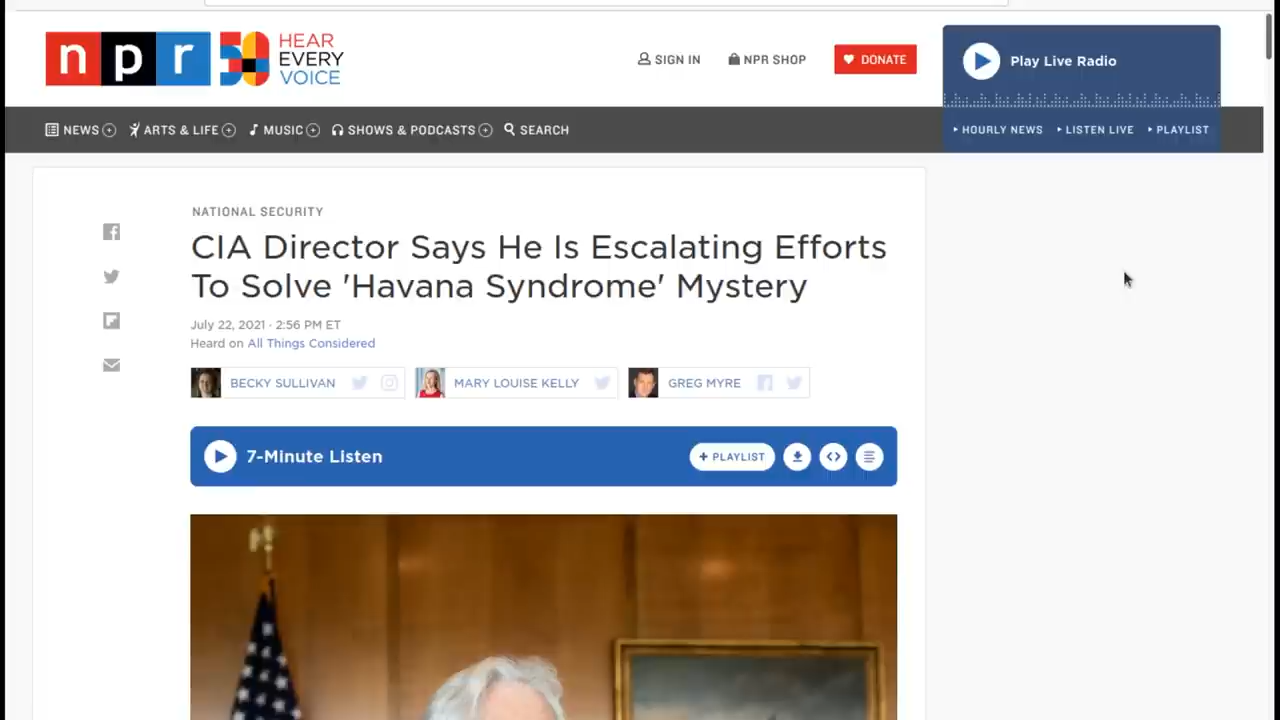 npr 50 HEAR
EVERY
VOICE
SIGN IN
NPR SHOP
DONATE
Play Live Radio
NEWS
ARTS & LIFE
MUSIC
SHOWS & PODCASTS
SEARCH
HOURLY NEWS
LISTEN LIVE
PLAYLIST
NATIONAL SECURITY
CIA Director Says He Is Escalating Efforts
To Solve 'Havana Syndrome' Mystery
July 22, 2021 · 2:56 PM ET
Heard on All Things Considered
BECKY SULLIVAN
MARY LOUISE KELLY
GREG MYRE
7-Minute Listen
+ PLAYLIST